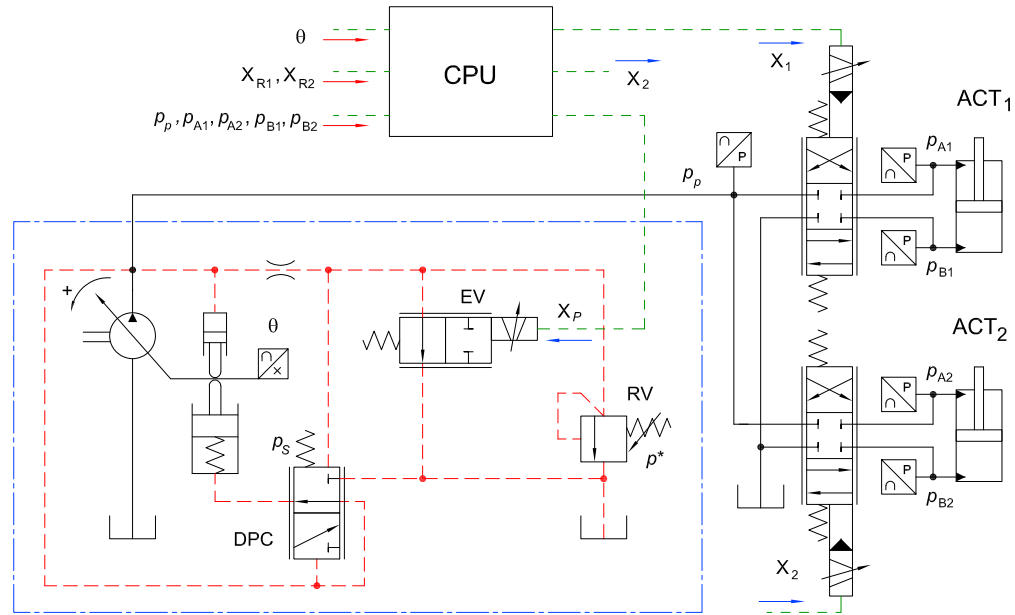 θ
X_R1, X_R2
p_p, p_A1, p_A2, p_B1, p_B2
CPU
X_2
X_1
ACT_1
P
p_p
P
p_A1
P
p_B1
+
θ
x
EV
X_P
RV
p*
p_S
DPC
ACT_2
P
p_A2
P
p_B2
X_2